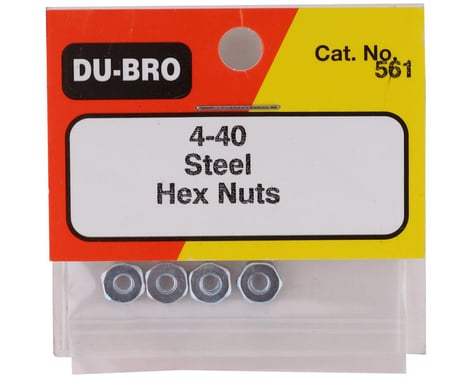 DU-BRO
Cat. No.
561
4-40
Steel
Hex Nuts